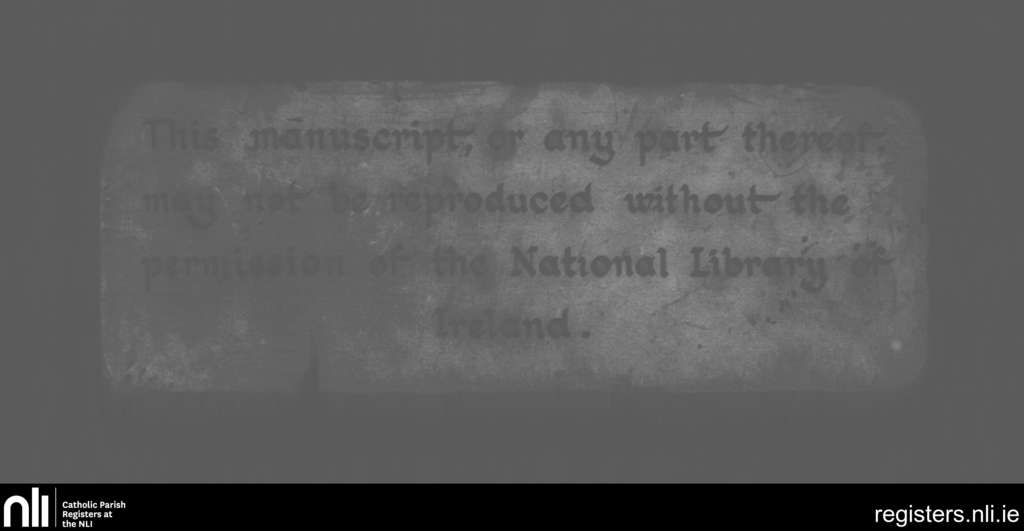 This manuscript, or any part thereof,
may not be reproduced without the
permission of the National Library of
Ireland.
nli
Catholic Parish
Registers at
the NLI
registers.nli.ie